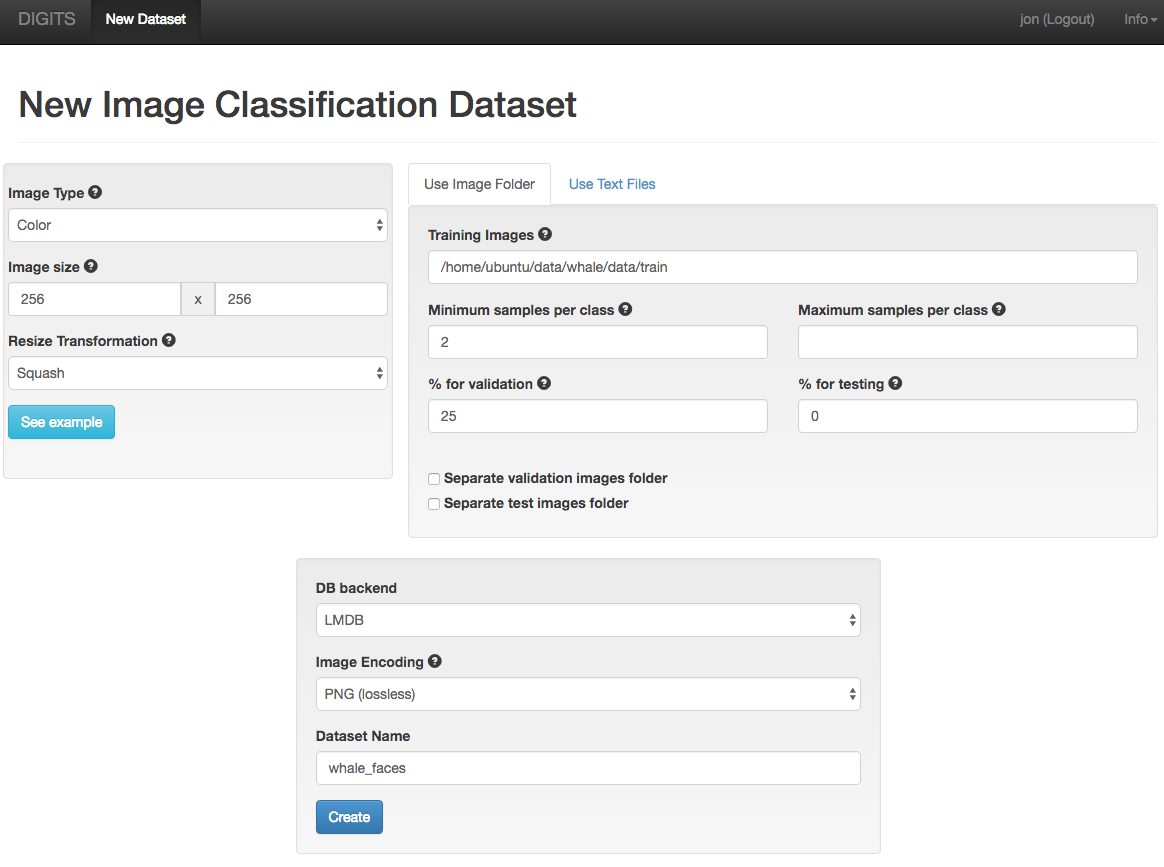 DIGITS New Dataset jon (Logout) Info
New Image Classification Dataset
Image Type
Color
Image size
256 x 256
Resize Transformation
Squash
See example
Use Image Folder Use Text Files
Training Images
/home/ubuntu/data/whale/data/train
Minimum samples per class Maximum samples per class
2
% for validation % for testing
25 0
Separate validation images folder
Separate test images folder
DB backend
LMDB
Image Encoding
PNG (lossless)
Dataset Name
whale_faces
Create